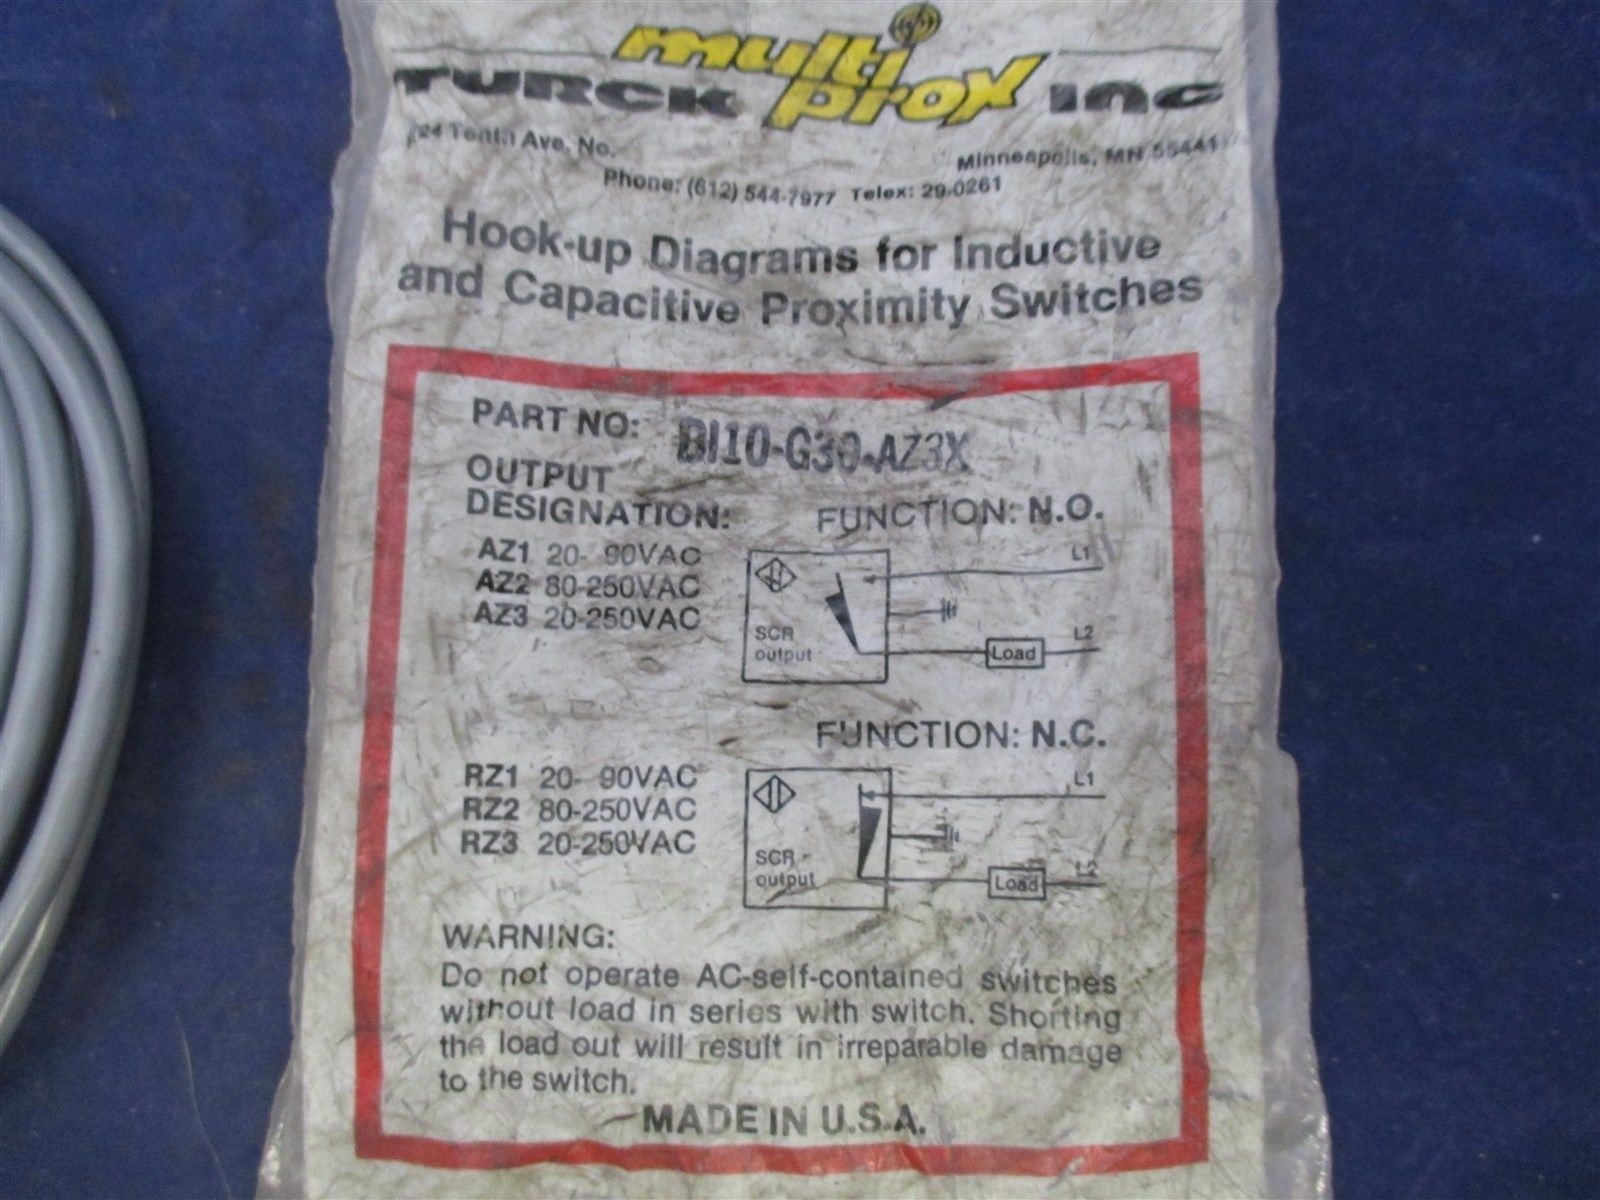 multi prox
TURCK inc
Tenth Ave. No.
Minneapolis, MN 55441
Phone: (612) 544-7977 Telex: 29-0261
Hook-up Diagrams for Inductive
and Capacitive Proximity Switches
PART NO: BI10-G30-AZ3X
OUTPUT
DESIGNATION:
FUNCTION: N.O.
AZ1 20- 90VAC
AZ2 80-250VAC
AZ3 20-250VAC
L1
SCR
output
L2
Load
FUNCTION: N.C.
RZ1 20- 90VAC
RZ2 80-250VAC
RZ3 20-250VAC
L1
SCR
output
L2
Load
WARNING:
Do not operate AC-self-contained switches
without load in series with switch. Shorting
the load out will result in irreparable damage
to the switch.
MADE IN U.S.A.